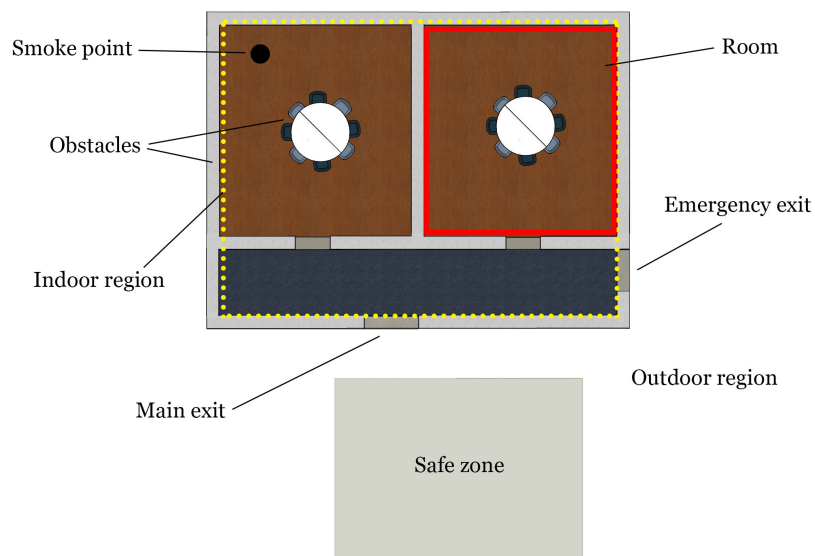 Smoke point
Room
Obstacles
Emergency exit
Indoor region
Outdoor region
Main exit
Safe zone